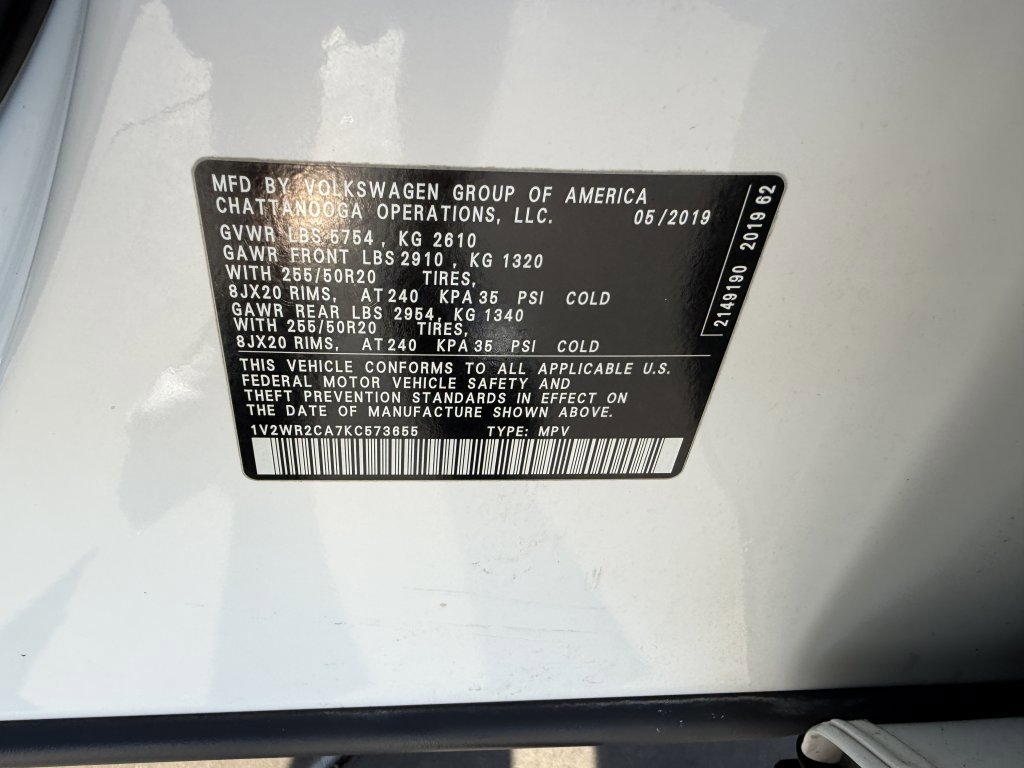 MFD BY VOLKSWAGEN GROUP OF AMERICA
CHATTANOOGA OPERATIONS, LLC. 05/2019
GVWR LBS 5754, KG 2610
GAWR FRONT LBS 2910, KG 1320
WITH 255/50R20 TIRES,
8JX20 RIMS, AT 240 KPA 35 PSI COLD
GAWR REAR LBS 2954, KG 1340
WITH 255/50R20 TIRES,
8JX20 RIMS, AT 240 KPA 35 PSI COLD
THIS VEHICLE CONFORMS TO ALL APPLICABLE U.S.
FEDERAL MOTOR VEHICLE SAFETY AND
THEFT PREVENTION STANDARDS IN EFFECT ON
THE DATE OF MANUFACTURE SHOWN ABOVE.
1V2WR2CA7KC573655 TYPE: MPV
2149190 2019 62